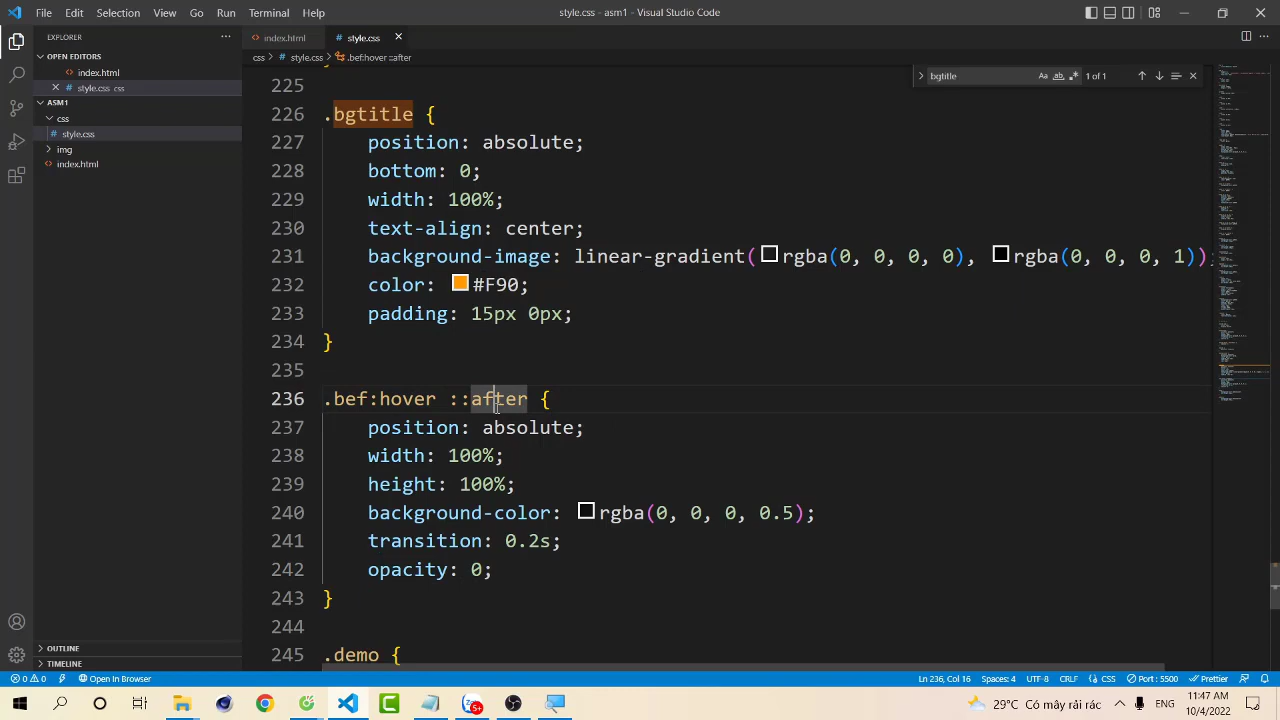 File Edit Selection View Go Run Terminal Help
style.css - asm1 - Visual Studio Code
EXPLORER
OPEN EDITORS
index.html
style.css css
ASM1
css
style.css
img
index.html
OUTLINE
TIMELINE
index.html
style.css
css > style.css > .bef:hover ::after
bgtitle
Aa ab
1 of 1
225
226 .bgtitle {
227 position: absolute;
228 bottom: 0;
229 width: 100%;
230 text-align: center;
231 background-image: linear-gradient(rgba(0, 0, 0, 0), rgba(0, 0, 0, 1));
232 color: #F90;
233 padding: 15px 0px;
234 }
235
236 .bef:hover ::after {
237 position: absolute;
238 width: 100%;
239 height: 100%;
240 background-color: rgba(0, 0, 0, 0.5);
241 transition: 0.2s;
242 opacity: 0;
243 }
244
245 .demo {
0 0 Open In Browser
Ln 236, Col 16 Spaces: 4 UTF-8 CRLF CSS Port : 5500 Prettier
5+
29°C Có mây rải rác
11:47 AM
10/4/2022